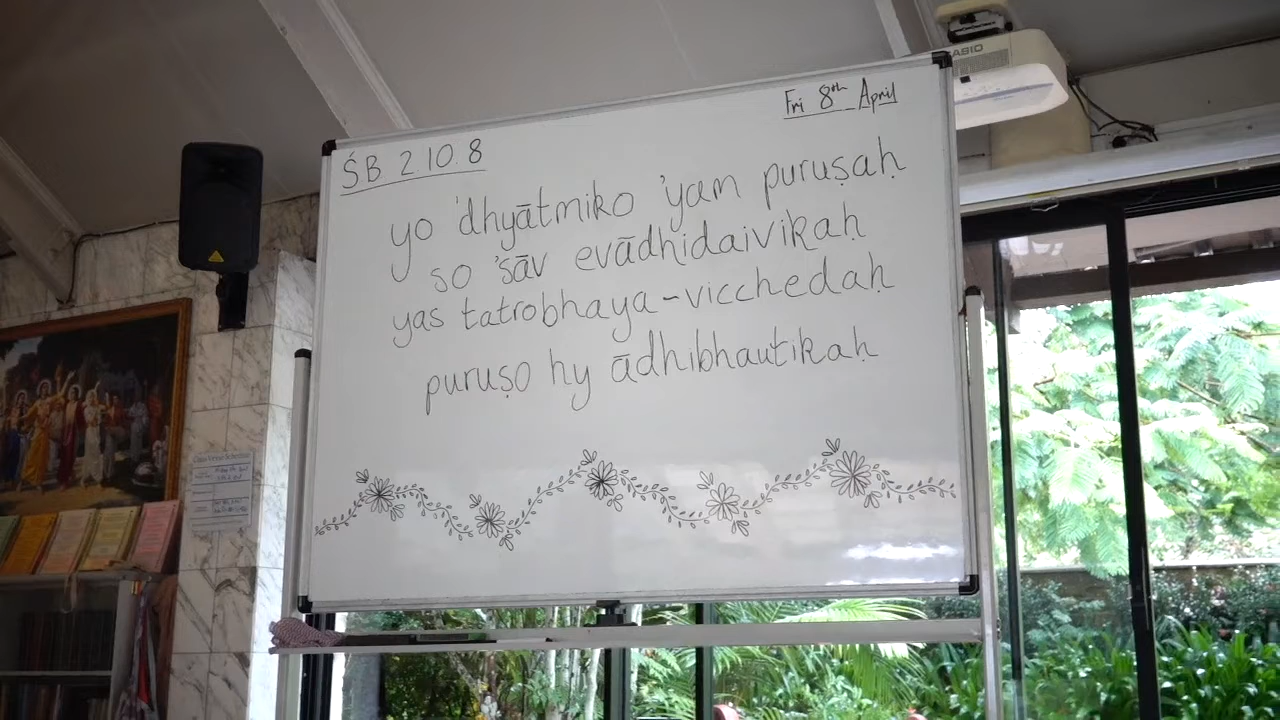 Fri 8th April
ŚB 2.10.8
yo 'dhyātmiko 'yam puruṣaḥ
so 'sāv evādhidaivikaḥ
yas tatrobhaya-vicchedaḥ
puruṣo hy ādhibhautikaḥ